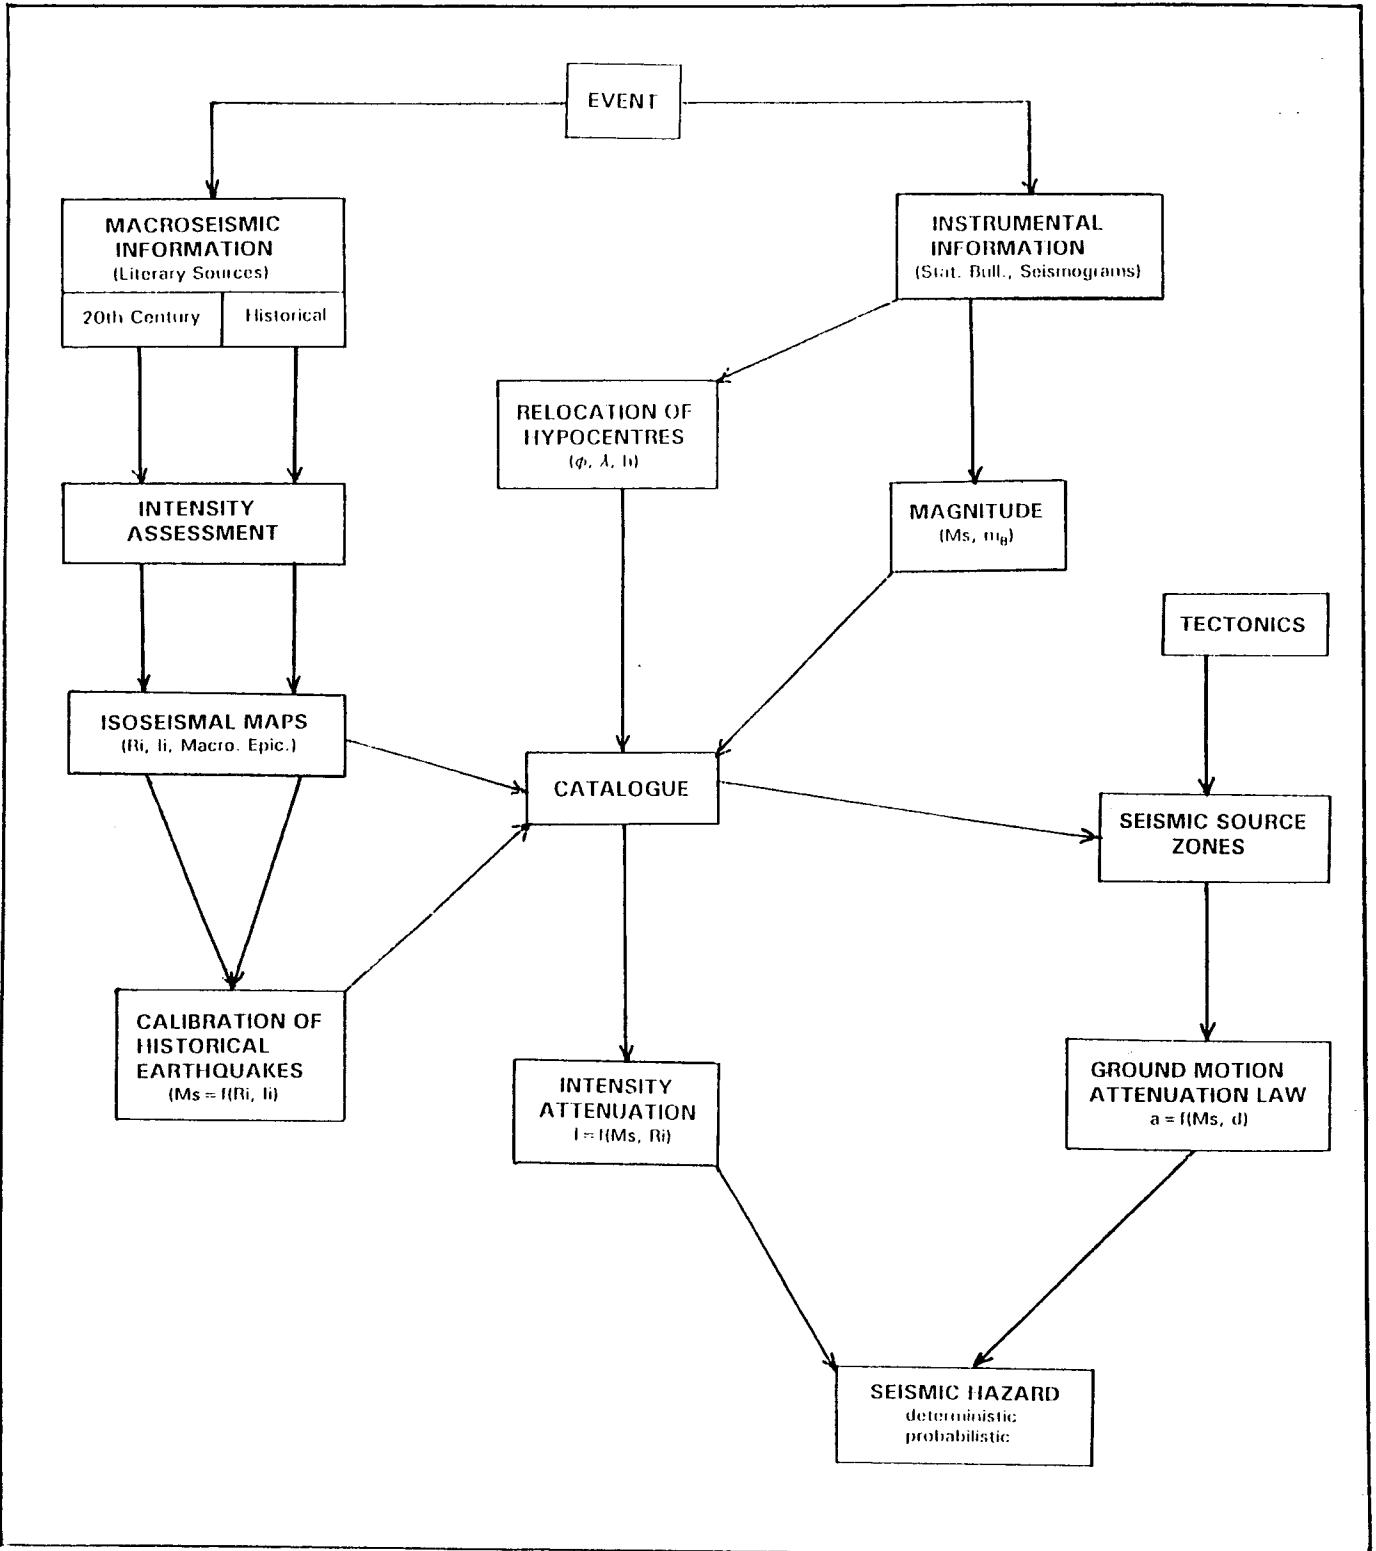 EVENT
MACROSEISMIC
INFORMATION
(Literary Sources)
20th Century
Historical
INSTRUMENTAL
INFORMATION
(Stat. Bull., Seismograms)
RELOCATION OF
HYPOCENTRES
(φ, λ, h)
INTENSITY
ASSESSMENT
MAGNITUDE
(Ms, m_B)
TECTONICS
ISOSEISMAL MAPS
(Ri, Ii, Macro. Epic.)
CATALOGUE
SEISMIC SOURCE
ZONES
CALIBRATION OF
HISTORICAL
EARTHQUAKES
(Ms = f(Ri, Ii)
INTENSITY
ATTENUATION
I = f(Ms, Ri)
GROUND MOTION
ATTENUATION LAW
a = f(Ms, d)
SEISMIC HAZARD
deterministic
probabilistic